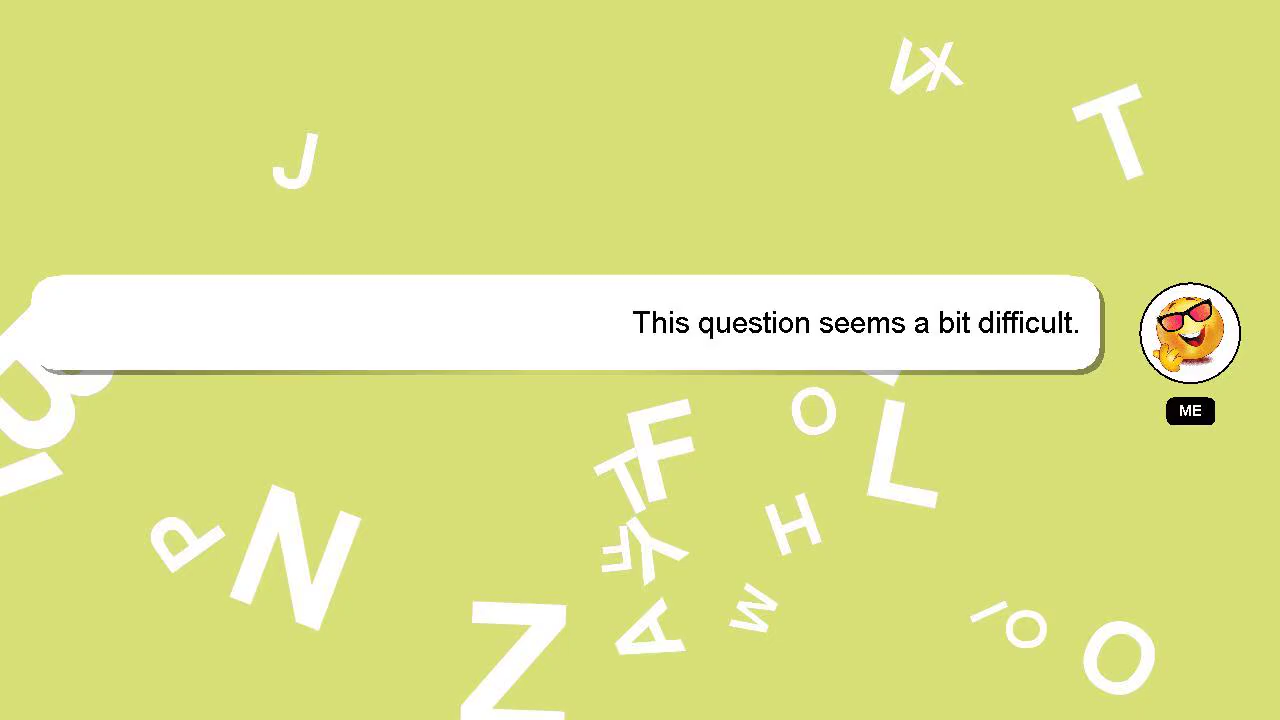 V X
T
J
This question seems a bit difficult.
ME
B
L
O
F
T
L
P
N
H
F
Y
Z
A
W
I
O
O